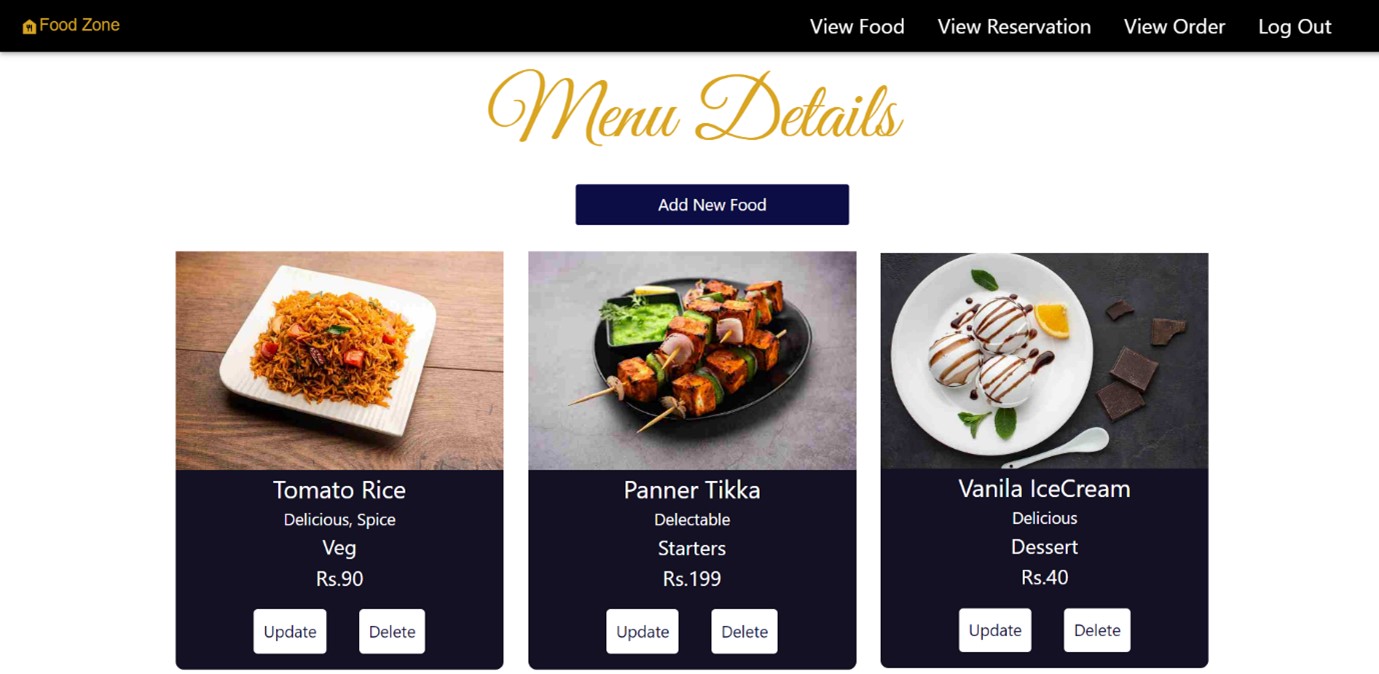 Food Zone
View Food View Reservation View Order Log Out
Menu Details
Add New Food
Tomato Rice
Delicious, Spice
Veg
Rs.90
Update Delete
Panner Tikka
Delectable
Starters
Rs.199
Update Delete
Vanila IceCream
Delicious
Dessert
Rs.40
Update Delete